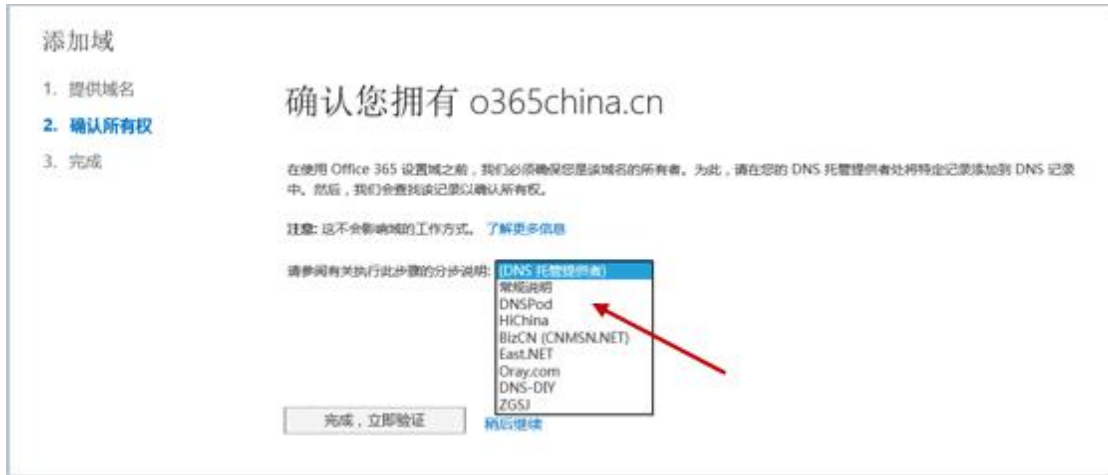 添加域
1. 提供域名
2. 确认所有权
3. 完成
确认您拥有 o365china.cn
在使用 Office 365 设置域之前，我们必须确保您是该域名的所有者。为此，请在您的 DNS 托管提供者处将特定记录添加到 DNS 记录
中。然后，我们会查找该记录以确认所有权。
注意: 这不会影响域的工作方式。 了解更多信息
请参阅有关执行此步骤的分步说明: (DNS 托管提供者)
常规说明
DNSPod
HiChina
BizCN (CNMSN.NET)
East.NET
Oray.com
DNS-DIY
ZGSJ
完成，立即验证 稍后继续